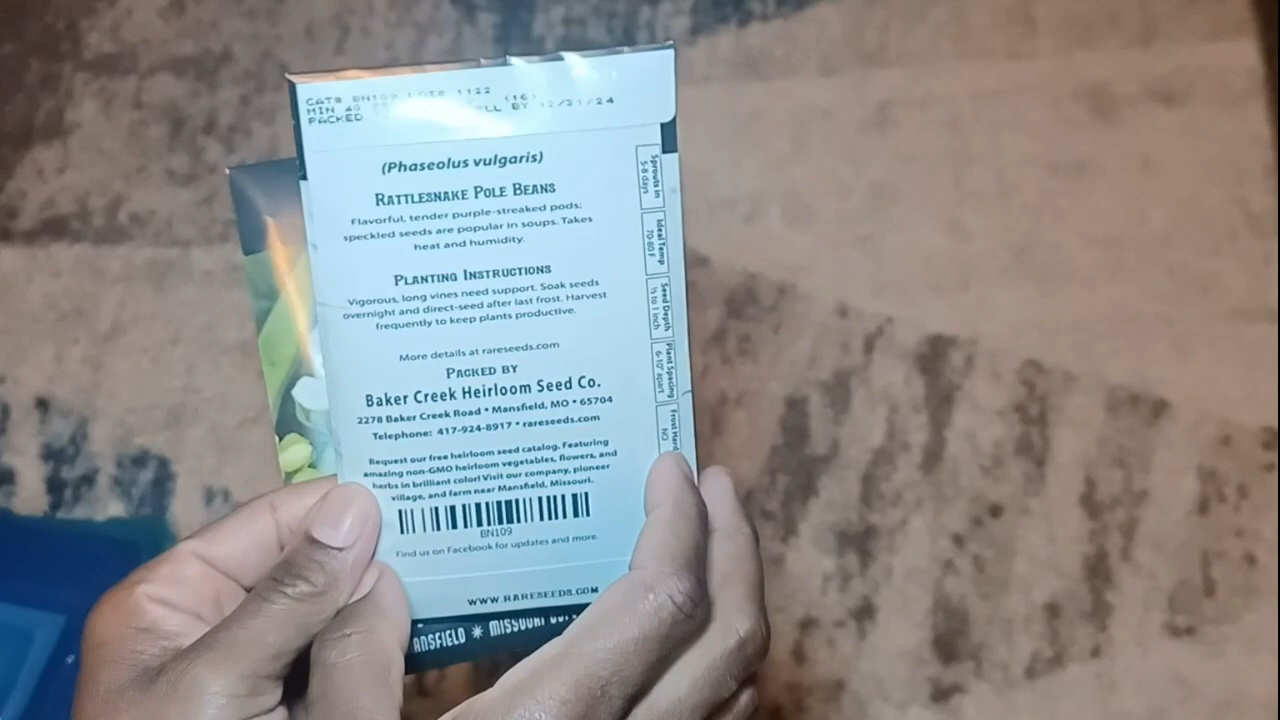 CAT# BN109 1122
MIN (16)
PACKED SELL BY 12/31/24
(Phaseolus vulgaris)
RATTLESNAKE POLE BEANS
Flavorful, tender purple-streaked pods;
speckled seeds are popular in soups. Takes
heat and humidity.
PLANTING INSTRUCTIONS
Vigorous, long vines need support. Soak seeds
overnight and direct-seed after last frost. Harvest
frequently to keep plants productive.
More details at rareseeds.com
PACKED BY
Baker Creek Heirloom Seed Co.
2278 Baker Creek Road • Mansfield, MO • 65704
Telephone: 417-924-8917 • rareseeds.com
Request our free heirloom seed catalog. Featuring
amazing non-GMO heirloom vegetables, flowers, and
herbs in brilliant color! Visit our company, pioneer
village, and farm near Mansfield, Missouri.
BN109
Find us on Facebook for updates and more.
WWW.RARESEEDS.COM
Sprouts in
5-8 days
Ideal Temp
70-80 F
Seed Depth
½ to 1 inch
Plant Spacing
6-10" apart
Frost Hard
NO
ANSFIELD * MISSOURI